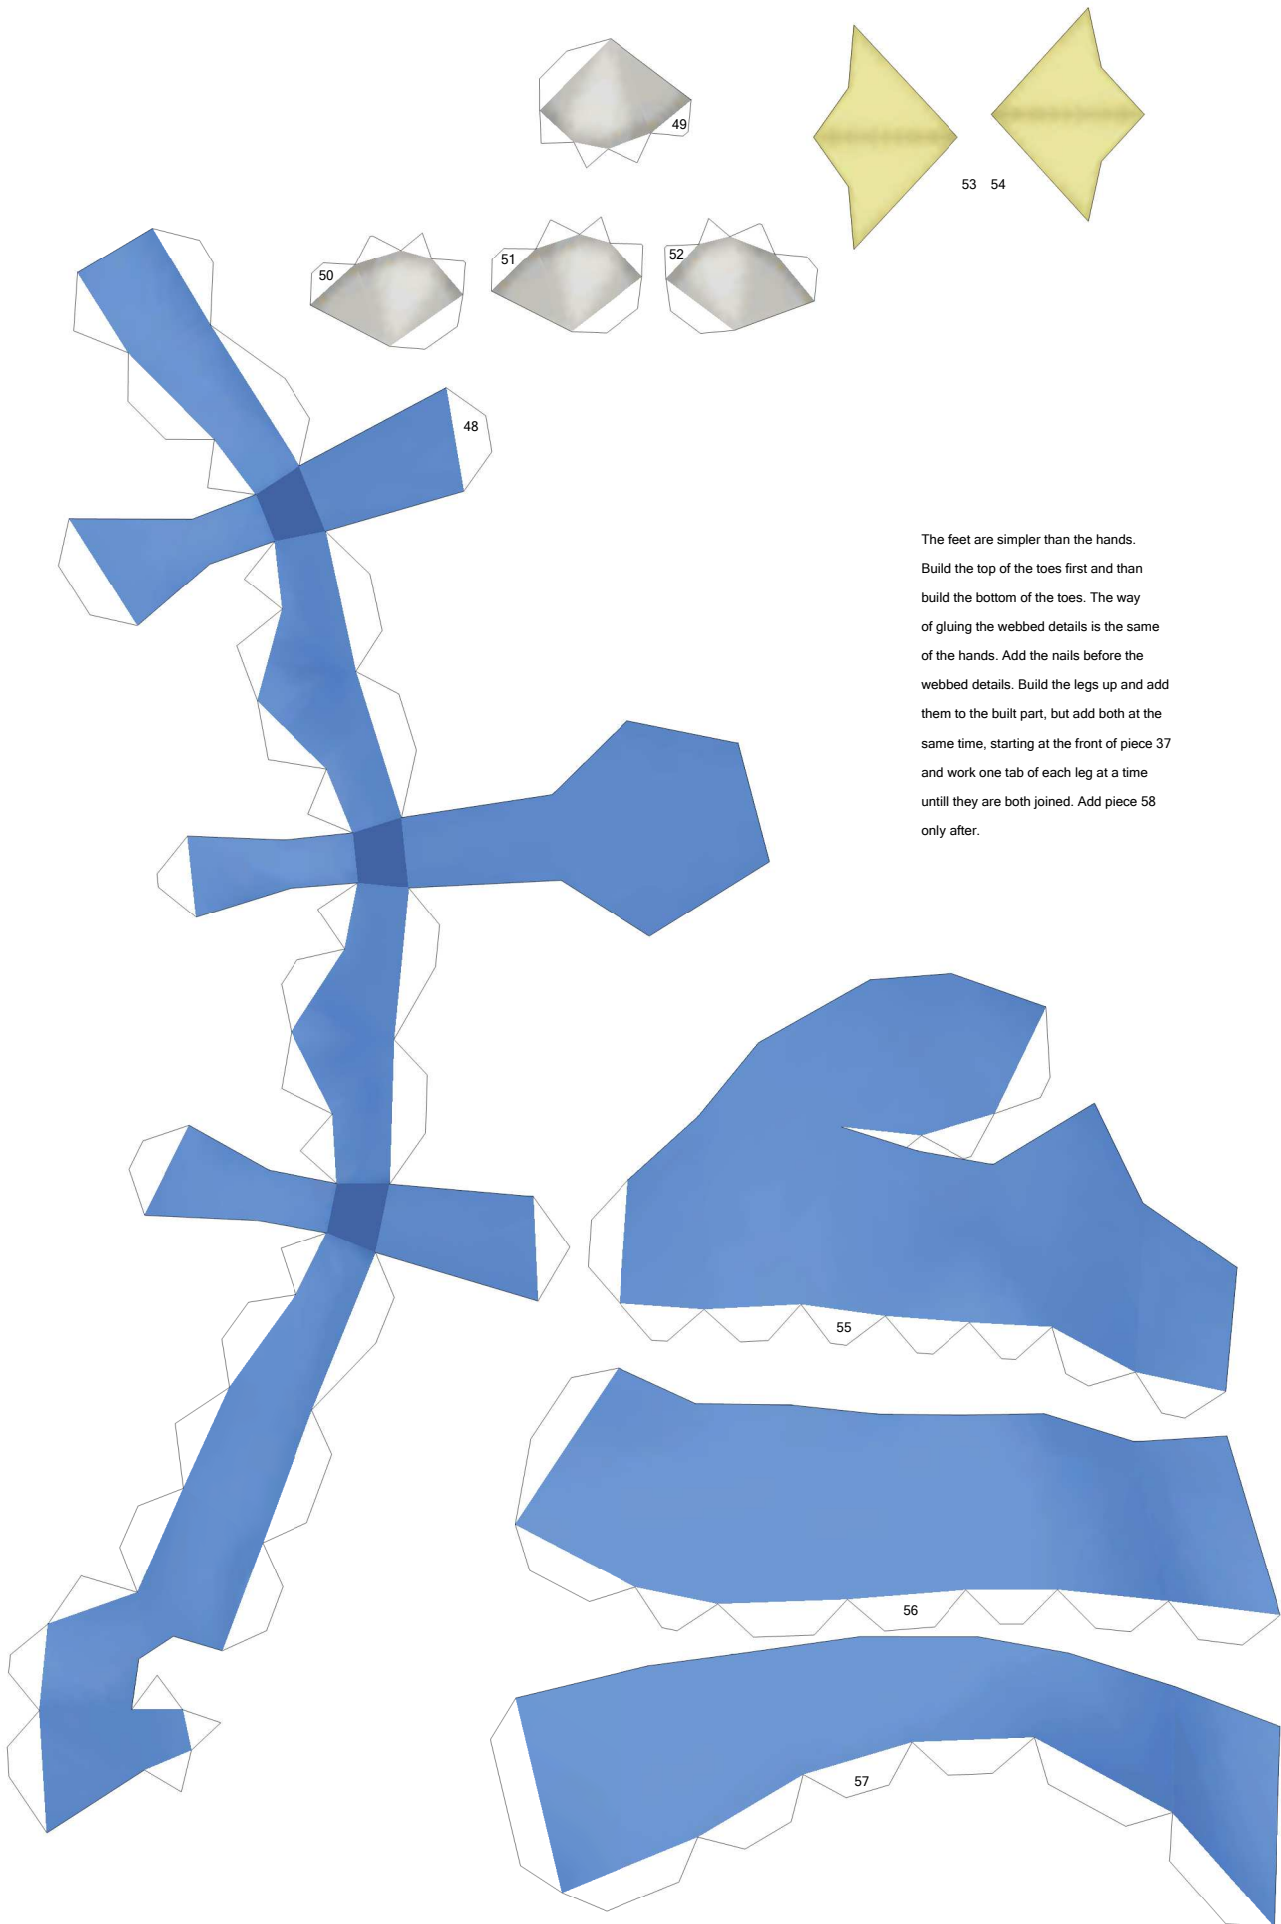 49
53 54
50
51
52
48
The feet are simpler than the hands.
Build the top of the toes first and than
build the bottom of the toes. The way
of gluing the webbed details is the same
of the hands. Add the nails before the
webbed details. Build the legs up and add
them to the built part, but add both at the
same time, starting at the front of piece 37
and work one tab of each leg at a time
untill they are both joined. Add piece 58
only after.
55
56
57